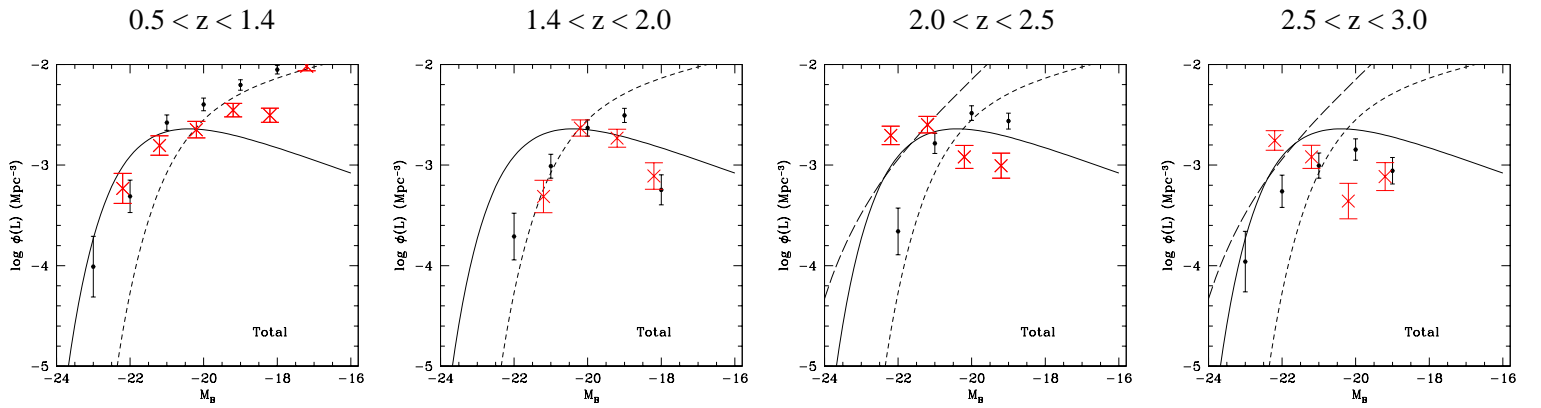 0.5 < z < 1.4
1.4 < z < 2.0
2.0 < z < 2.5
2.5 < z < 3.0
log ϕ(L) (Mpc⁻³)
−2
−3
−4
−5
Total
−24 −22 −20 −18 −16
M_B
log ϕ(L) (Mpc⁻³)
−2
−3
−4
−5
Total
−24 −22 −20 −18 −16
M_B
log ϕ(L) (Mpc⁻³)
−2
−3
−4
−5
Total
−24 −22 −20 −18 −16
M_B
log ϕ(L) (Mpc⁻³)
−2
−3
−4
−5
Total
−24 −22 −20 −18 −16
M_B